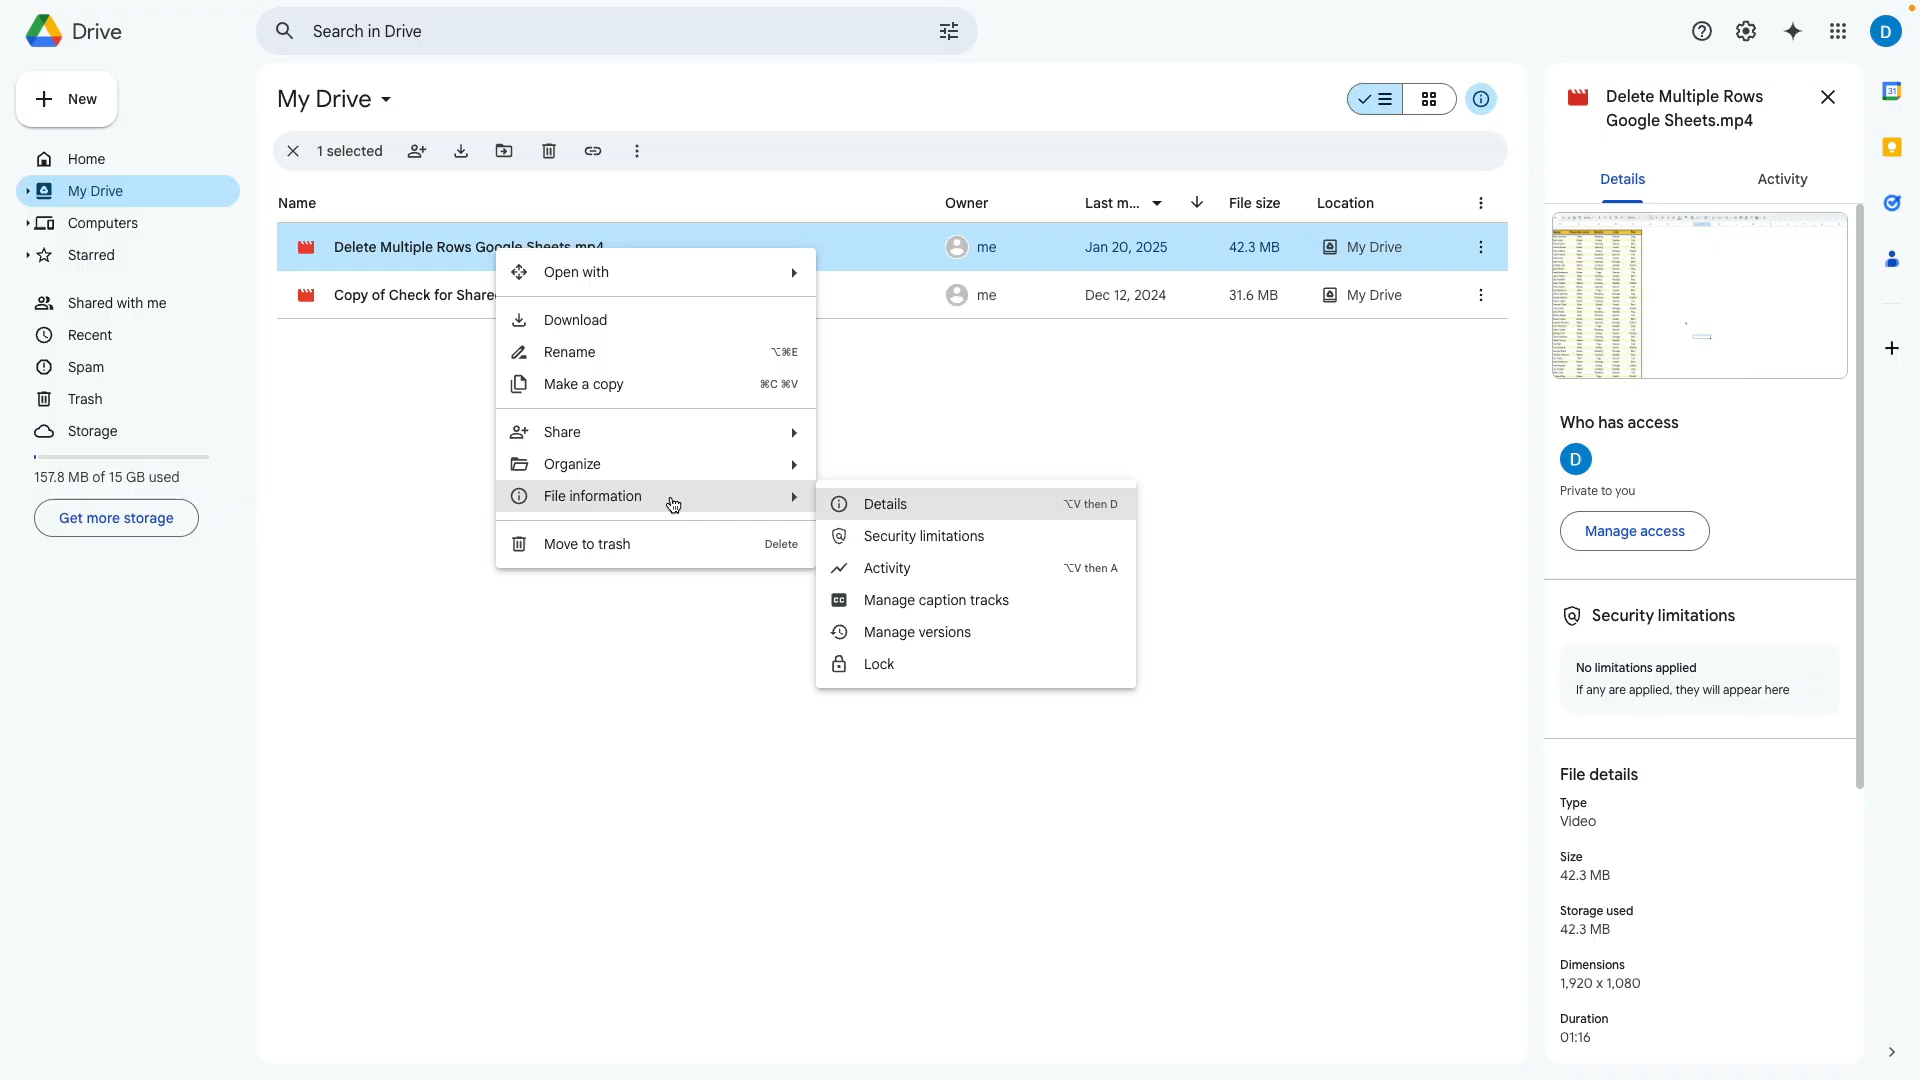 Drive
Search in Drive
D
New
Home
My Drive
Computers
Starred
Shared with me
Recent
Spam
Trash
Storage
157.8 MB of 15 GB used
Get more storage
My Drive
1 selected
Name Owner Last m... File size Location
Delete Multiple Rows Google Sheets.mp4 me Jan 20, 2025 42.3 MB My Drive
Copy of Check for Share me Dec 12, 2024 31.6 MB My Drive
Open with
Download
Rename ⌥⌘E
Make a copy ⌘C ⌘V
Share
Organize
File information
Move to trash Delete
Details ⌥V then D
Security limitations
Activity ⌥V then A
CC Manage caption tracks
Manage versions
Lock
Delete Multiple Rows
Google Sheets.mp4
Details Activity
Who has access
D
Private to you
Manage access
Security limitations
No limitations applied
If any are applied, they will appear here
File details
Type
Video
Size
42.3 MB
Storage used
42.3 MB
Dimensions
1,920 x 1,080
Duration
01:16
31